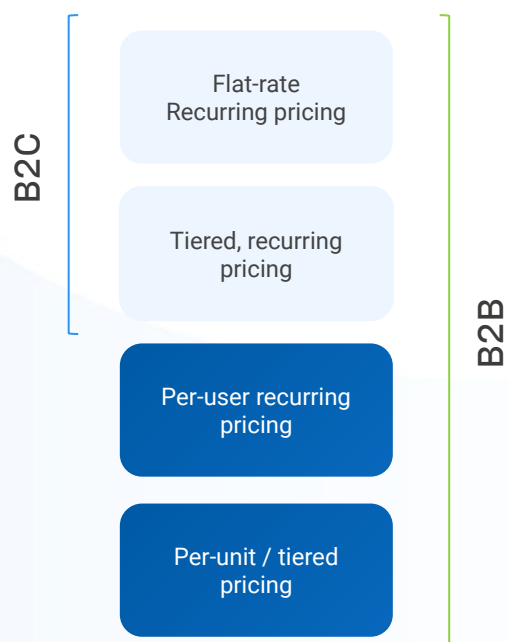 B2C
Flat-rate
Recurring pricing
Tiered, recurring
pricing
B2B
Per-user recurring
pricing
Per-unit / tiered
pricing